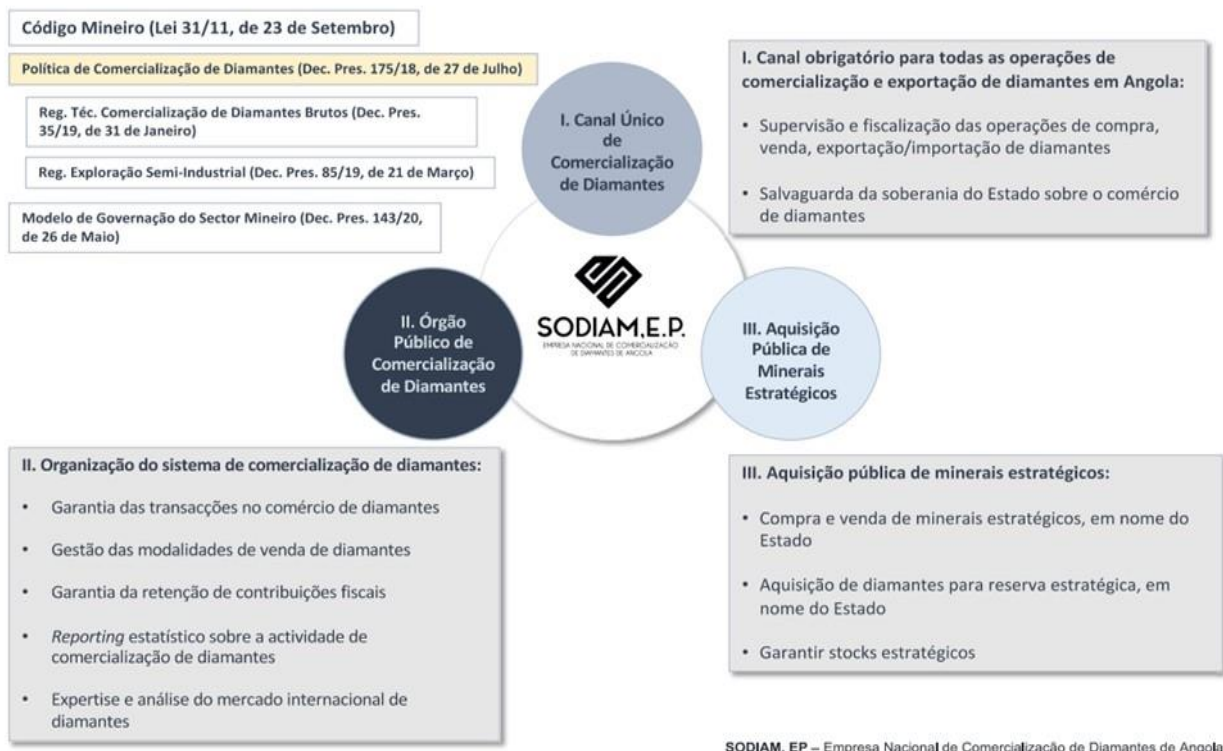 Código Mineiro (Lei 31/11, de 23 de Setembro)
Política de Comercialização de Diamantes (Dec. Pres. 175/18, de 27 de Julho)
Reg. Téc. Comercialização de Diamantes Brutos (Dec. Pres.
35/19, de 31 de Janeiro)
Reg. Exploração Semi-Industrial (Dec. Pres. 85/19, de 21 de Março)
Modelo de Governação do Sector Mineiro (Dec. Pres. 143/20,
de 26 de Maio)
I. Canal Único
de
Comercialização
de Diamantes
I. Canal obrigatório para todas as operações de
comercialização e exportação de diamantes em Angola:
• Supervisão e fiscalização das operações de compra,
venda, exportação/importação de diamantes
• Salvaguarda da soberania do Estado sobre o comércio
de diamantes
II. Órgão
Público de
Comercialização
de Diamantes
SODIAM, E.P.
EMPRESA NACIONAL DE COMERCIALIZAÇÃO
DE DIAMANTES DE ANGOLA
III. Aquisição
Pública de
Minerais
Estratégicos
II. Organização do sistema de comercialização de diamantes:
• Garantia das transacções no comércio de diamantes
• Gestão das modalidades de venda de diamantes
• Garantia da retenção de contribuições fiscais
• Reporting estatístico sobre a actividade de
comercialização de diamantes
• Expertise e análise do mercado internacional de
diamantes
III. Aquisição pública de minerais estratégicos:
• Compra e venda de minerais estratégicos, em nome do
Estado
• Aquisição de diamantes para reserva estratégica, em
nome do Estado
• Garantir stocks estratégicos
SODIAM, EP – Empresa Nacional de Comercialização de Diamantes de Angola